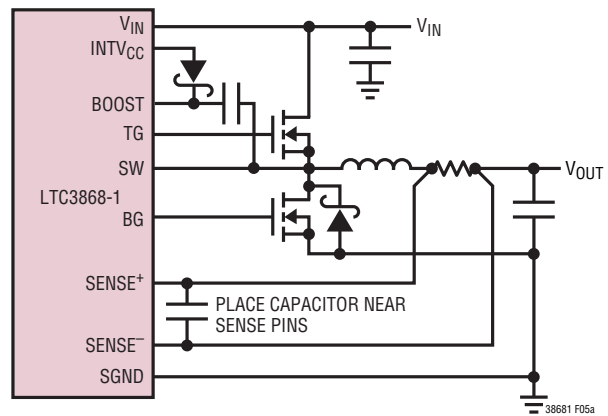 VIN
VIN
INTVCC
BOOST
TG
SW
VOUT
LTC3868-1
BG
SENSE+
PLACE CAPACITOR NEAR
SENSE PINS
SENSE–
SGND
38681 F05a